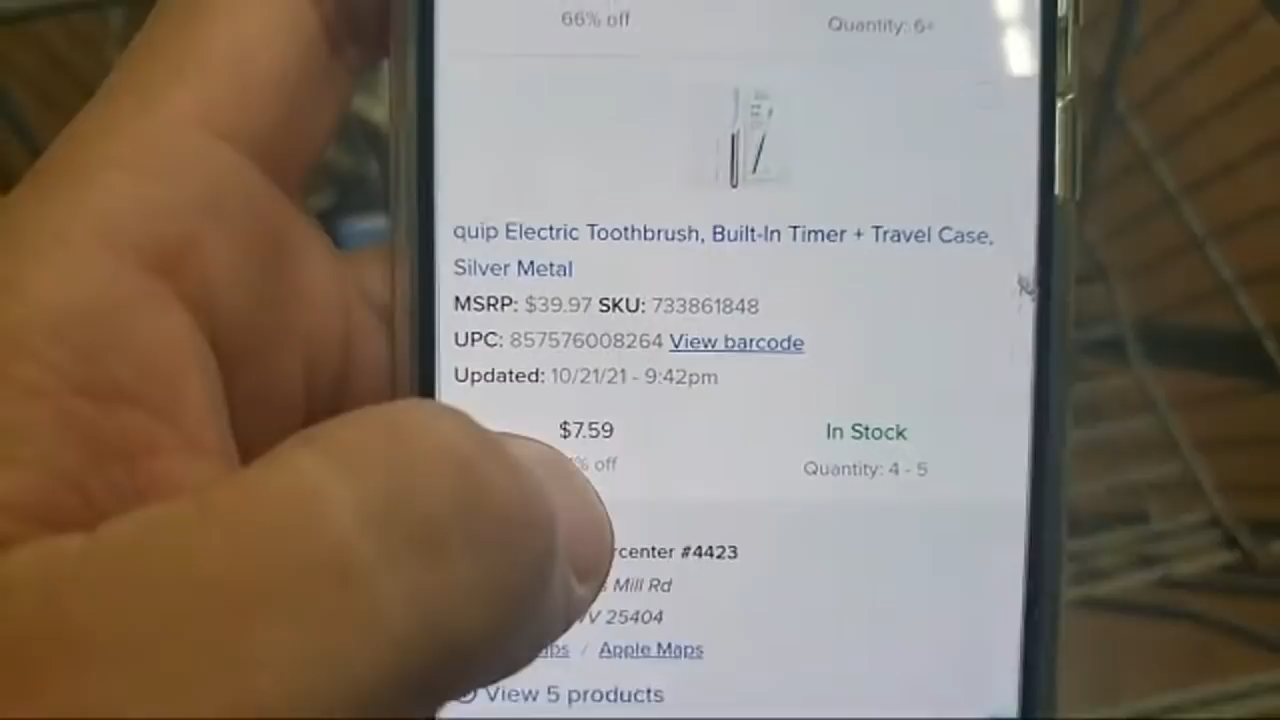 66% off
Quantity: 6+
quip Electric Toothbrush, Built-In Timer + Travel Case,
Silver Metal
MSRP: $39.97 SKU: 733861848
UPC: 857576008264 View barcode
Updated: 10/21/21 - 9:42pm
$7.59
In Stock
% off
Quantity: 4 - 5
rcenter #4423
Mill Rd
25404
Apple Maps
View 5 products